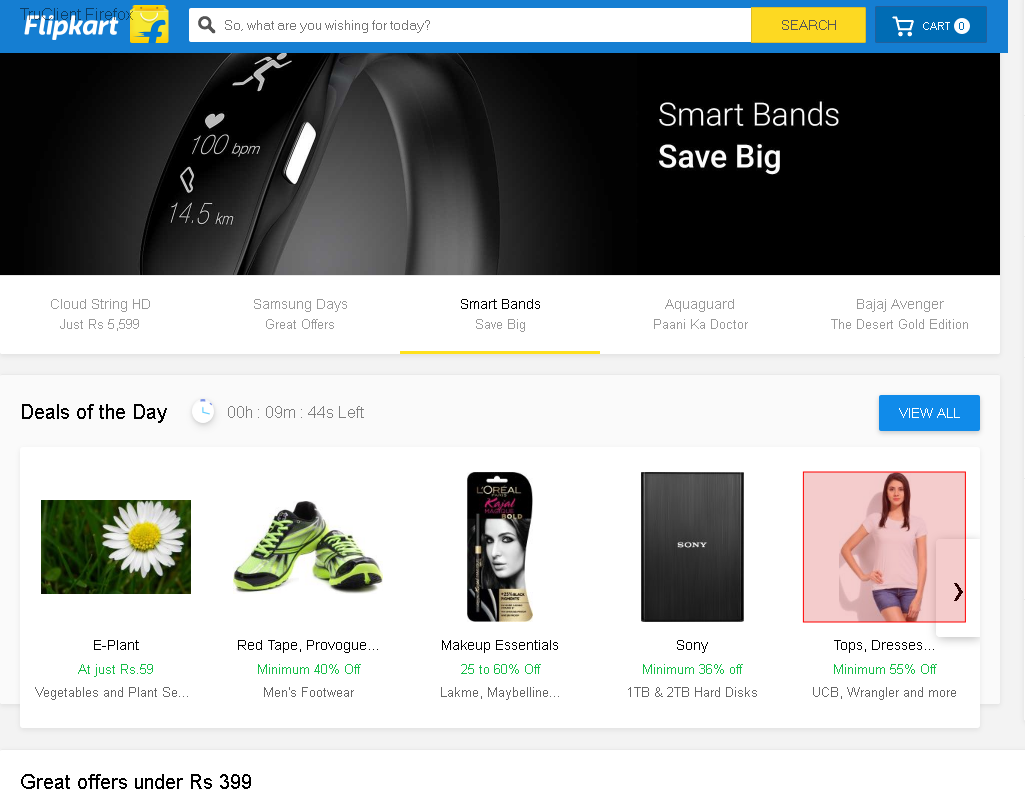 TruClient Firefox
Flipkart
So, what are you wishing for today?
SEARCH
CART 0
100 bpm
14.5 km
Smart Bands
Save Big
Cloud String HD
Just Rs 5,599
Samsung Days
Great Offers
Smart Bands
Save Big
Aquaguard
Paani Ka Doctor
Bajaj Avenger
The Desert Gold Edition
Deals of the Day
00h : 09m : 44s Left
VIEW ALL
L'ORÉAL
PARIS
Kajal
MAGIQUE
BOLD
SONY
E-Plant
At just Rs.59
Vegetables and Plant Se...
Red Tape, Provogue...
Minimum 40% Off
Men's Footwear
Makeup Essentials
25 to 60% Off
Lakme, Maybelline...
Sony
Minimum 36% off
1TB & 2TB Hard Disks
Tops, Dresses...
Minimum 55% Off
UCB, Wrangler and more
Great offers under Rs 399